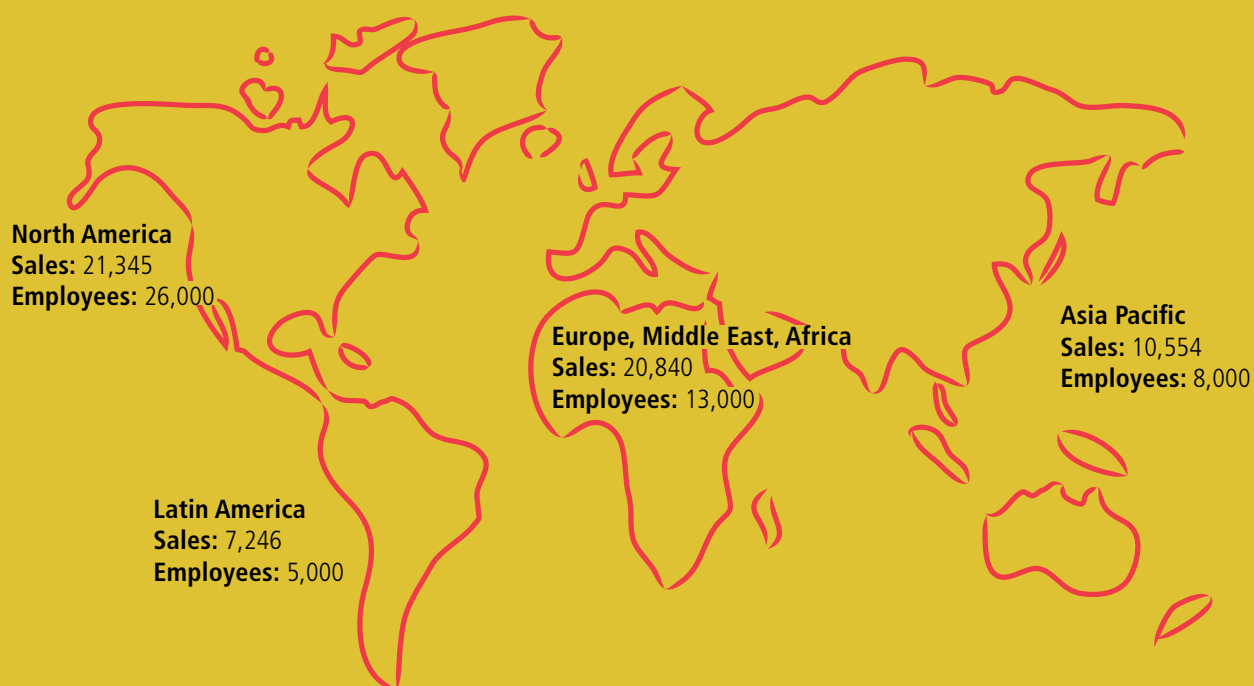 North America
Sales: 21,345
Employees: 26,000
Europe, Middle East, Africa
Sales: 20,840
Employees: 13,000
Asia Pacific
Sales: 10,554
Employees: 8,000
Latin America
Sales: 7,246
Employees: 5,000